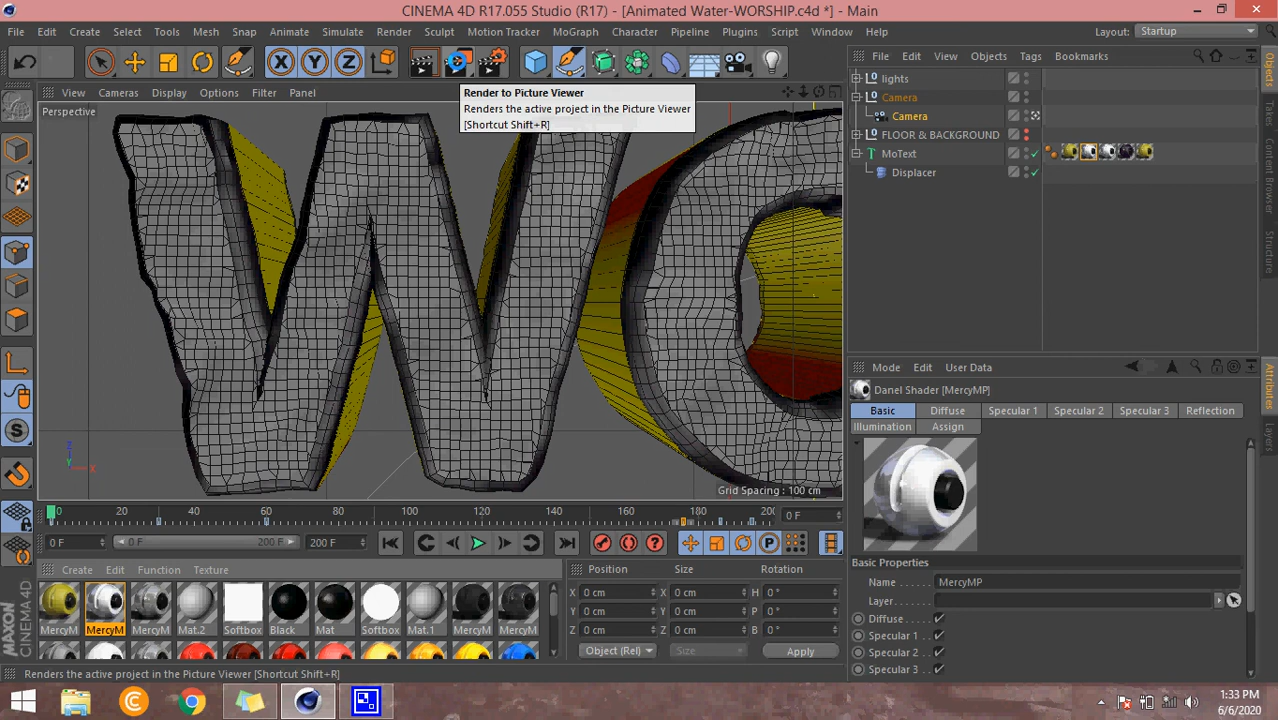 CINEMA 4D R17.055 Studio (R17) - [Animated Water-WORSHIP.c4d *] - Main
File Edit Create Select Tools Mesh Snap Animate Simulate Render Sculpt Motion Tracker MoGraph Character Pipeline Plugins Script Window Help Layout: Startup
X Y Z
File Edit View Objects Tags Bookmarks
lights
Camera
Camera
FLOOR & BACKGROUND
MoText
Displacer
View Cameras Display Options Filter Panel
Render to Picture Viewer
Renders the active project in the Picture Viewer
[Shortcut Shift+R]
Perspective
Z
Y
X
Grid Spacing : 100 cm
Objects
Takes
Content Browser
Structure
Mode Edit User Data
Danel Shader [MercyMP]
Basic Diffuse Specular 1 Specular 2 Specular 3 Reflection
Illumination Assign
Attributes
Layers
Basic Properties
Name MercyMP
Layer
Diffuse
Specular 1
Specular 2
Specular 3
0 20 40 60 80 100 120 140 160 180 200 0 F
0 F 0 F 200 F 200 F
P
Create Edit Function Texture
MercyM MercyM MercyM Mat.2 Softbox Black Mat Softbox Mat.1 MercyM MercyM
Position Size Rotation
X 0 cm X 0 cm H 0 °
Y 0 cm Y 0 cm P 0 °
Z 0 cm Z 0 cm B 0 °
Object (Rel) Size Apply
MAXON
CINEMA 4D
Renders the active project in the Picture Viewer [Shortcut Shift+R]
1:33 PM
6/6/2020